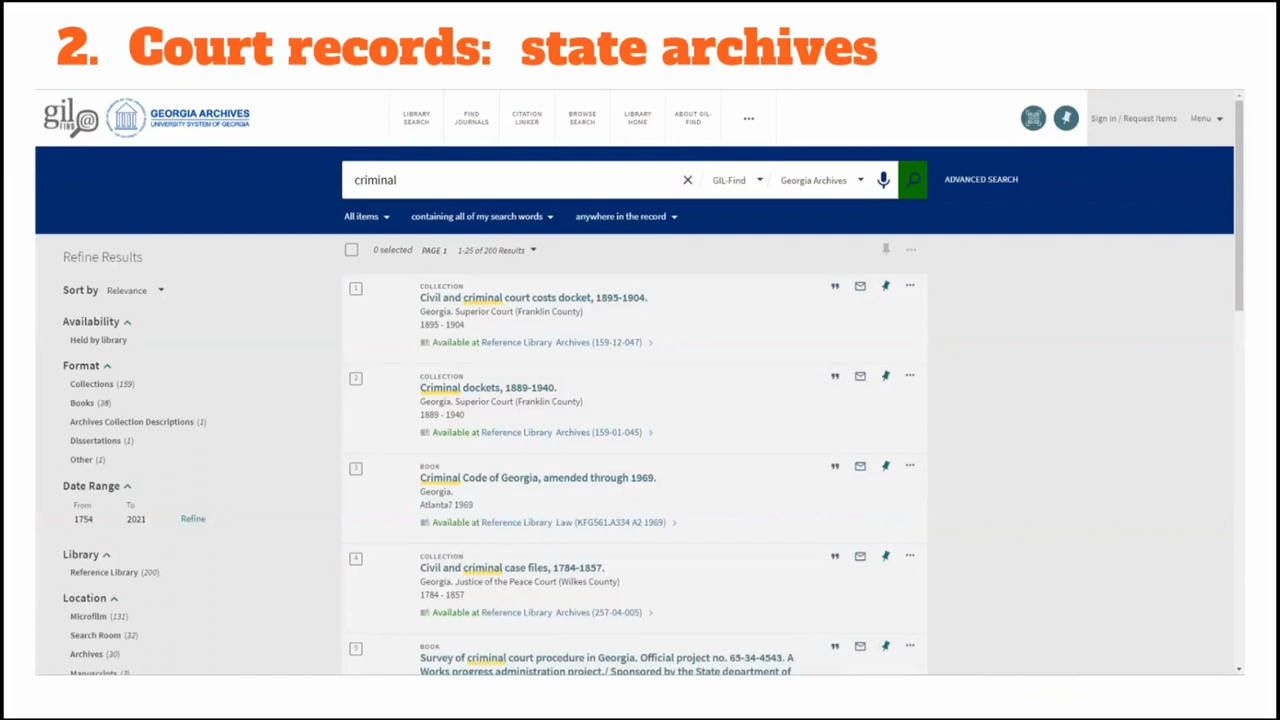 2. Court records: state archives
gil
FIND
@
GEORGIA ARCHIVES
UNIVERSITY SYSTEM OF GEORGIA
LIBRARY SEARCH
FIND JOURNALS
CITATION LINKER
BROWSE SEARCH
LIBRARY HOME
ABOUT GIL-FIND
...
Sign in / Request Items
Menu
criminal
GIL-Find
Georgia Archives
ADVANCED SEARCH
All items
containing all of my search words
anywhere in the record
Refine Results
Sort by Relevance
Availability
Held by library
Format
Collections (159)
Books (38)
Archives Collection Descriptions (1)
Dissertations (1)
Other (1)
Date Range
From To
1754 2021 Refine
Library
Reference Library (200)
Location
Microfilm (131)
Search Room (32)
Archives (30)
0 selected PAGE 1 1-25 of 200 Results
1
COLLECTION
Civil and criminal court costs docket, 1895-1904.
Georgia. Superior Court (Franklin County)
1895 - 1904
Available at Reference Library Archives (159-12-047)
2
COLLECTION
Criminal dockets, 1889-1940.
Georgia. Superior Court (Franklin County)
1889 - 1940
Available at Reference Library Archives (159-01-045)
3
BOOK
Criminal Code of Georgia, amended through 1969.
Georgia.
Atlanta? 1969
Available at Reference Library Law (KFG561.A334 A2 1969)
4
COLLECTION
Civil and criminal case files, 1784-1857.
Georgia. Justice of the Peace Court (Wilkes County)
1784 - 1857
Available at Reference Library Archives (257-04-005)
5
BOOK
Survey of criminal court procedure in Georgia. Official project no. 65-34-4543. A
Works progress administration project./ Sponsored by the State department of